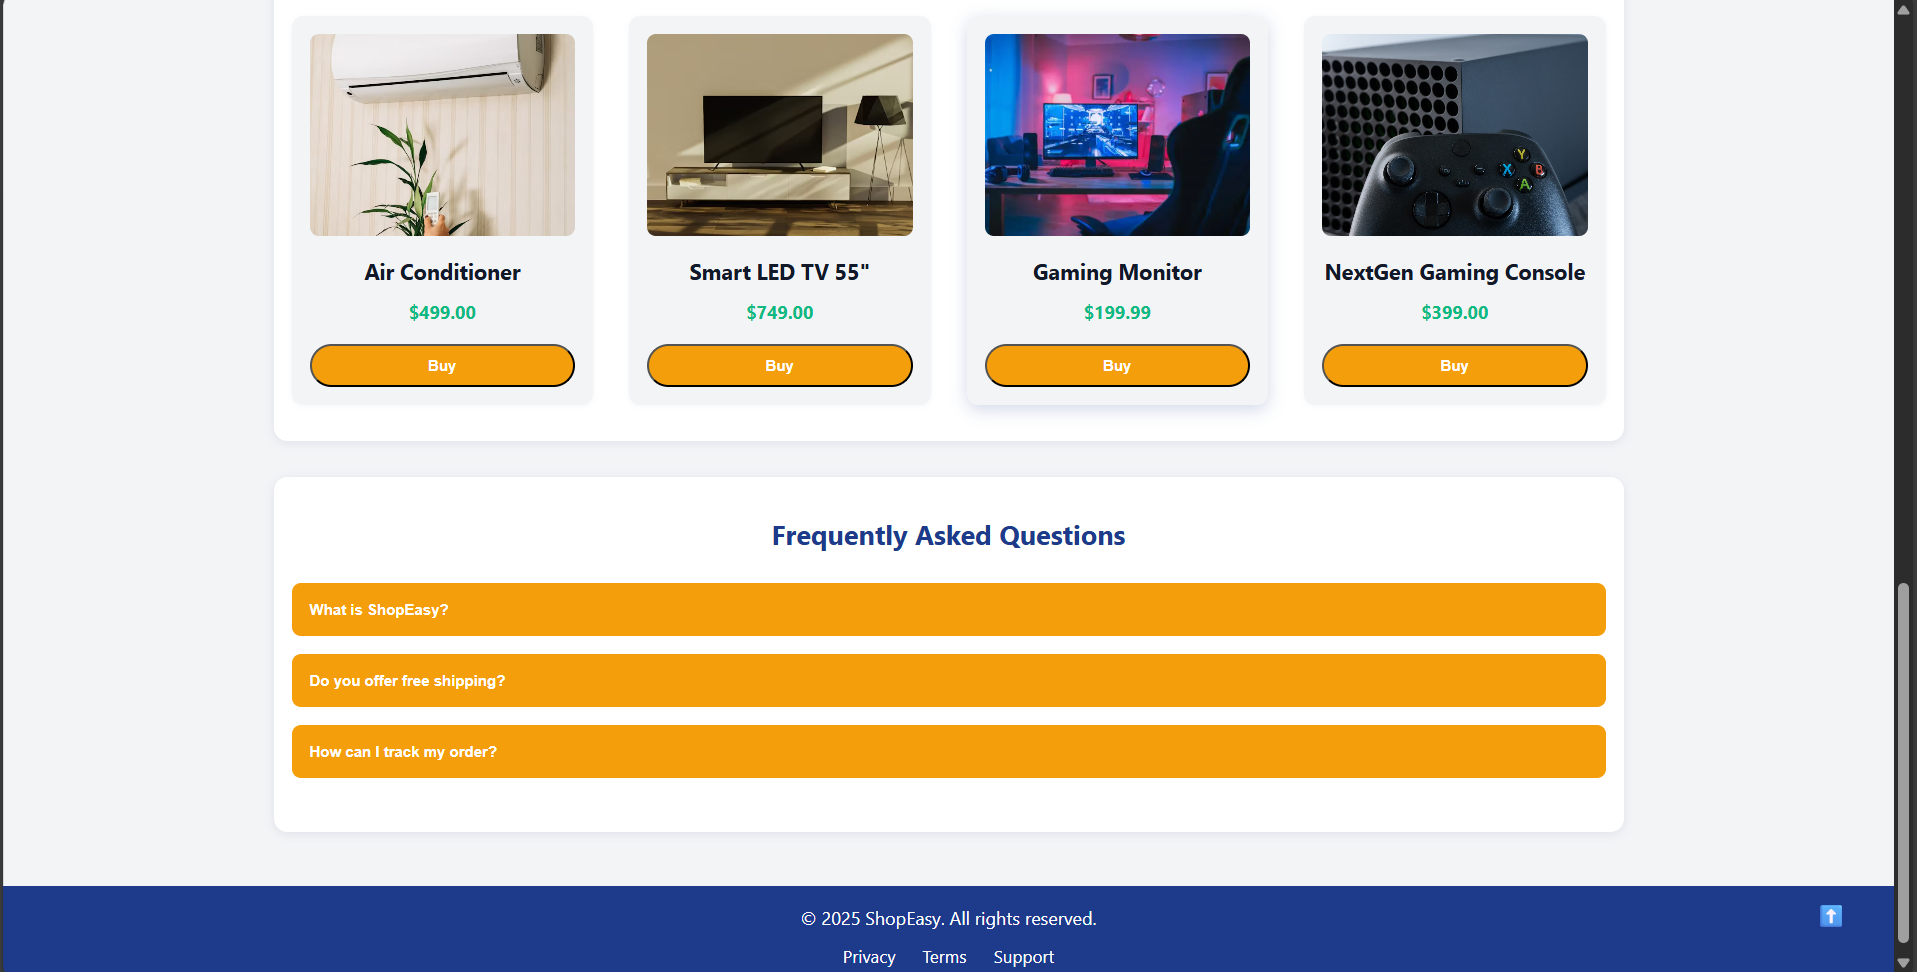 Air Conditioner
$499.00
Buy
Smart LED TV 55"
$749.00
Buy
Gaming Monitor
$199.99
Buy
Y
X B
A
NextGen Gaming Console
$399.00
Buy
Frequently Asked Questions
What is ShopEasy?
Do you offer free shipping?
How can I track my order?
© 2025 ShopEasy. All rights reserved.
Privacy Terms Support